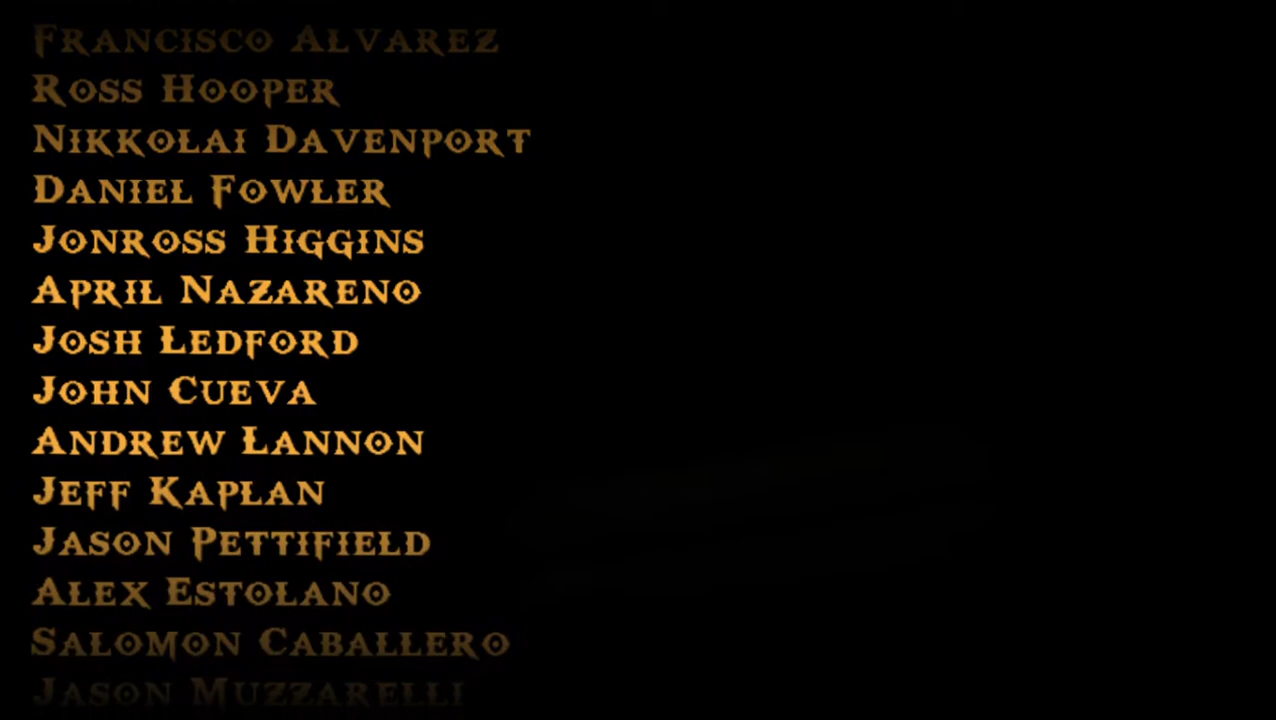 Francisco Alvarez
Ross Hooper
Nikkolai Davenport
Daniel Fowler
Jonross Higgins
April Nazareno
Josh Ledford
John Cueva
Andrew Lannon
Jeff Kaplan
Jason Pettifield
Alex Estolano
Salomon Caballero
Jason Muzzarelli